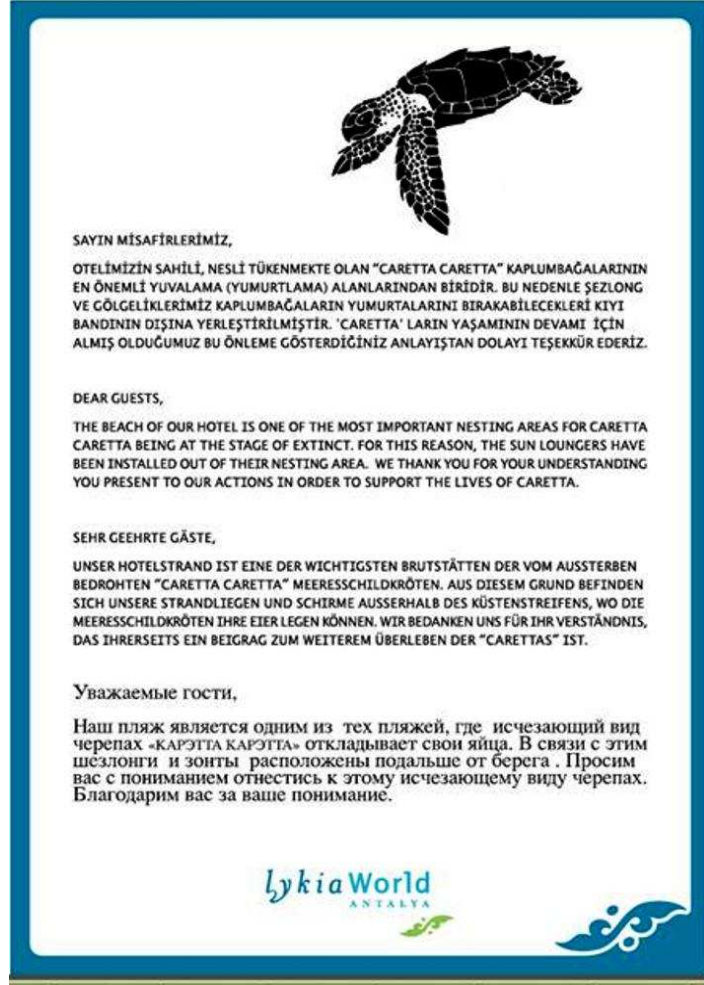 SAYIN MİSAFİRLERİMİZ,
OTELİMİZİN SAHİLİ, NESLİ TÜKENMEKTE OLAN "CARETTA CARETTA" KAPLUMBAĞALARININ
EN ÖNEMLİ YUVALAMA (YUMURTLAMA) ALANLARINDAN BİRİDİR. BU NEDENLE ŞEZLONG
VE GÖLGELİKLERİMİZ KAPLUMBAĞALARIN YUMURTALARINI BIRAKABİLECEKLERİ KIYI
BANDININ DIŞINA YERLEŞTİRİLMİŞTİR. 'CARETTA' LARIN YAŞAMININ DEVAMI İÇİN
ALMIŞ OLDUĞUMUZ BU ÖNLEME GÖSTERDİĞİNİZ ANLAYIŞTAN DOLAYI TEŞEKKÜR EDERİZ.
DEAR GUESTS,
THE BEACH OF OUR HOTEL IS ONE OF THE MOST IMPORTANT NESTING AREAS FOR CARETTA
CARETTA BEING AT THE STAGE OF EXTINCT. FOR THIS REASON, THE SUN LOUNGERS HAVE
BEEN INSTALLED OUT OF THEIR NESTING AREA. WE THANK YOU FOR YOUR UNDERSTANDING
YOU PRESENT TO OUR ACTIONS IN ORDER TO SUPPORT THE LIVES OF CARETTA.
SEHR GEEHRTE GÄSTE,
UNSER HOTELSTRAND IST EINE DER WICHTIGSTEN BRUTSTÄTTEN DER VOM AUSSTERBEN
BEDROHTEN "CARETTA CARETTA" MEERESSCHILDKRÖTEN. AUS DIESEM GRUND BEFINDEN
SICH UNSERE STRANDLIEGEN UND SCHIRME AUSSERHALB DES KÜSTENSTREIFENS, WO DIE
MEERESSCHILDKRÖTEN IHRE EIER LEGEN KÖNNEN. WIR BEDANKEN UNS FÜR IHR VERSTÄNDNIS,
DAS IHRERSEITS EIN BEIGRAG ZUM WEITEREM ÜBERLEBEN DER "CARETTAS" IST.
Уважаемые гости,
Наш пляж является одним из тех пляжей, где исчезающий вид
черепах «КАРЭТТА КАРЭТТА» откладывает свои яйца. В связи с этим
шезлонги и зонты расположены подальше от берега . Просим
вас с пониманием отнестись к этому исчезающему виду черепах.
Благодарим вас за ваше понимание.
lykiaWorld
ANTALYA